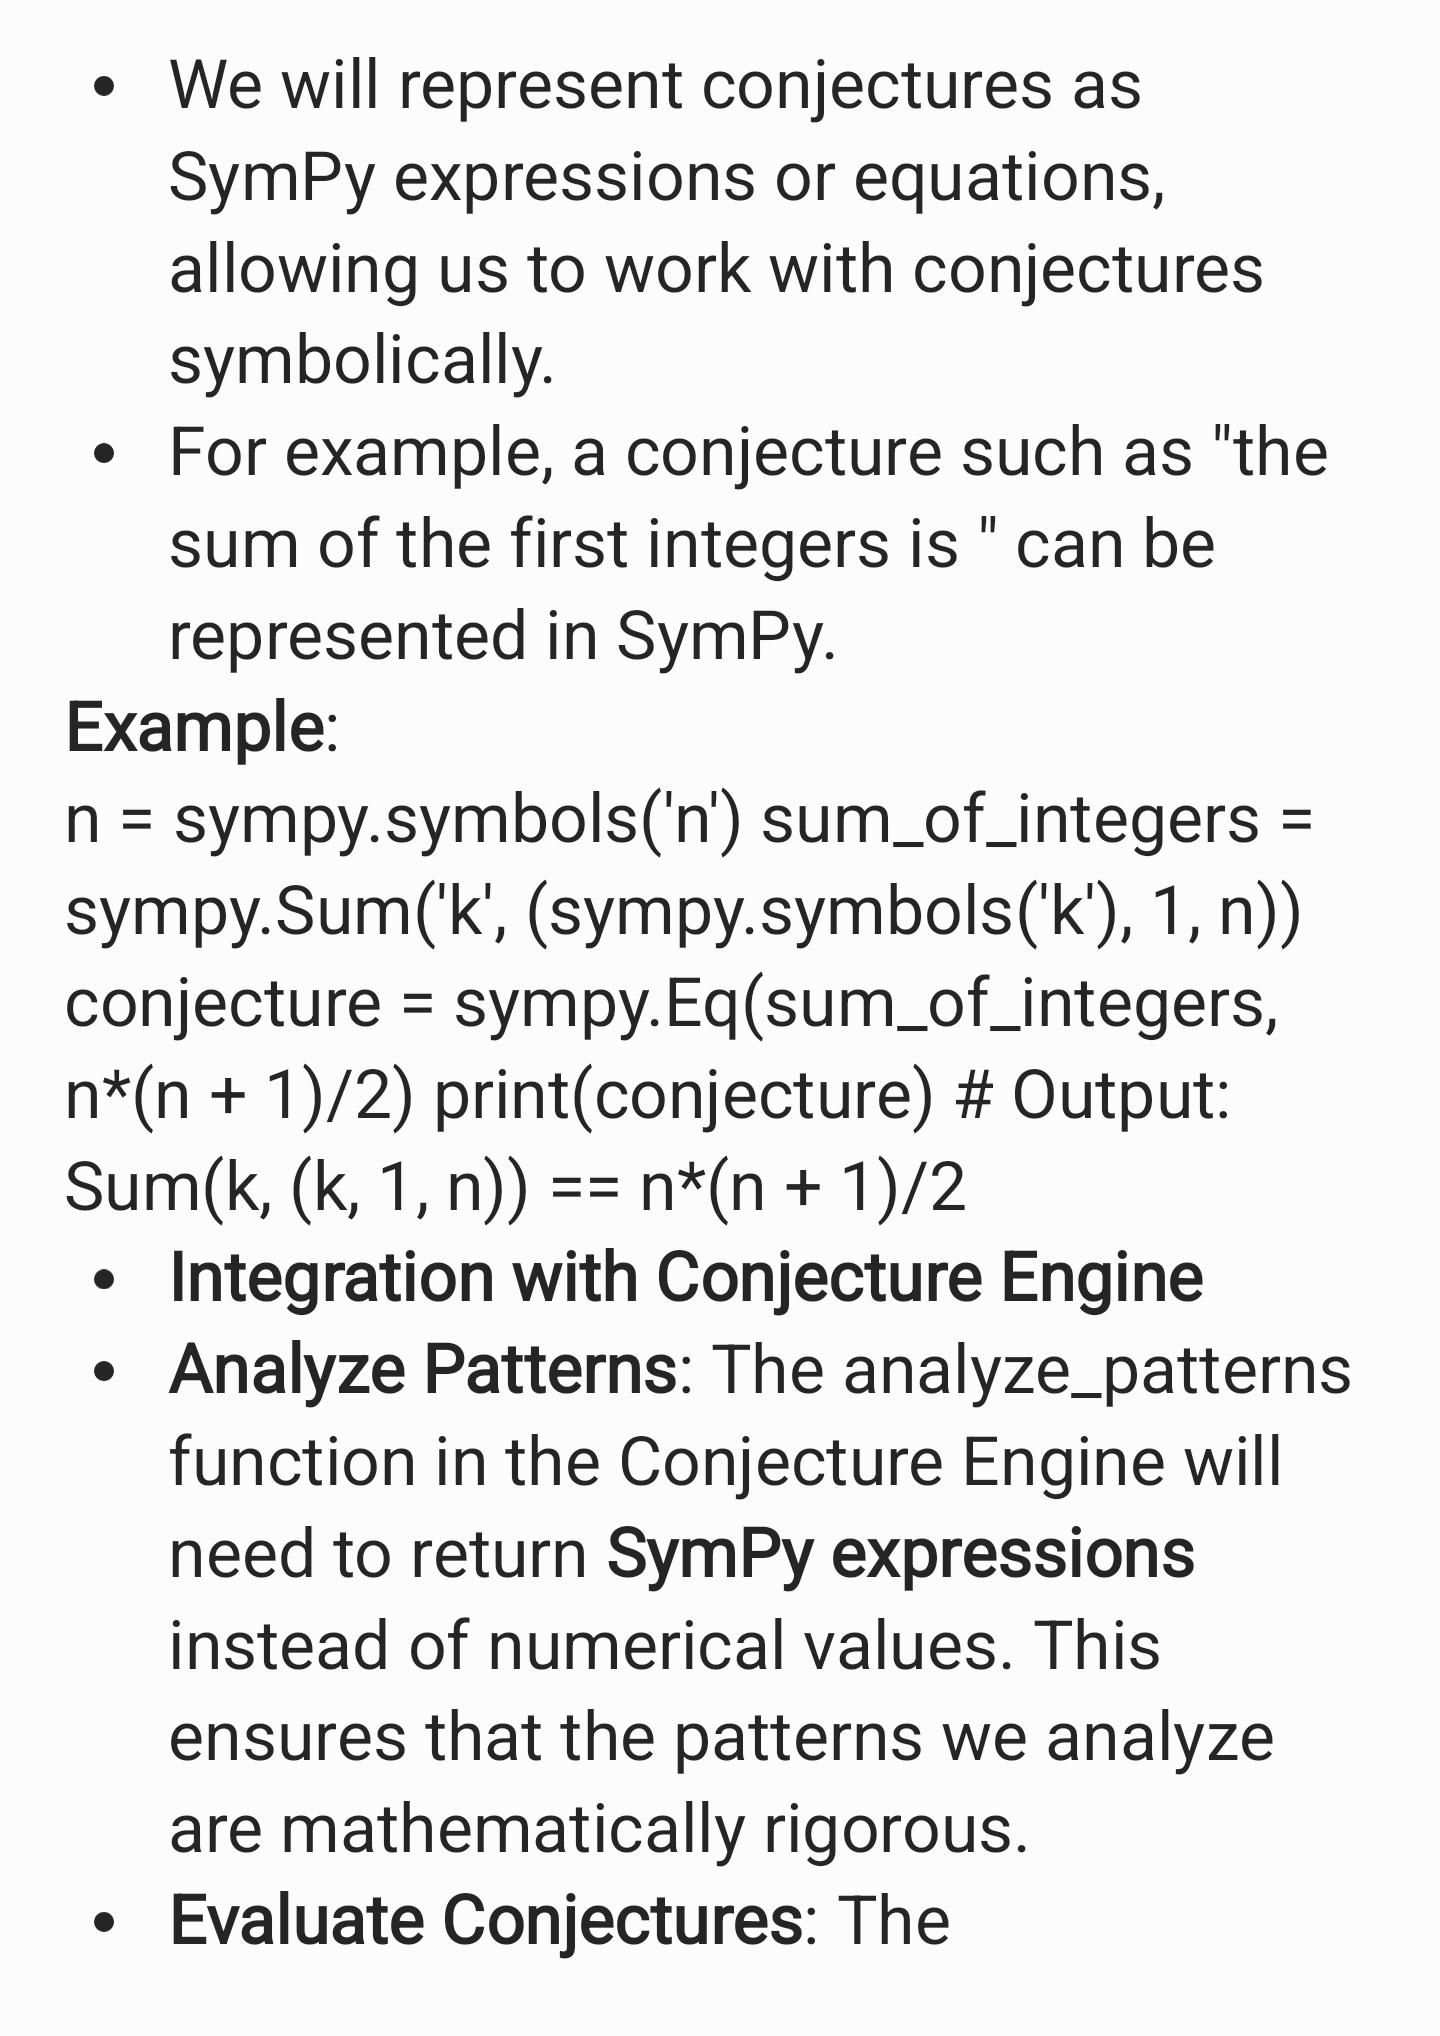 • We will represent conjectures as
SymPy expressions or equations,
allowing us to work with conjectures
symbolically.
• For example, a conjecture such as "the
sum of the first integers is " can be
represented in SymPy.
Example:
n = sympy.symbols('n') sum_of_integers =
sympy.Sum('k', (sympy.symbols('k'), 1, n))
conjecture = sympy.Eq(sum_of_integers,
n*(n + 1)/2) print(conjecture) # Output:
Sum(k, (k, 1, n)) == n*(n + 1)/2
• Integration with Conjecture Engine
• Analyze Patterns: The analyze_patterns
function in the Conjecture Engine will
need to return SymPy expressions
instead of numerical values. This
ensures that the patterns we analyze
are mathematically rigorous.
• Evaluate Conjectures: The